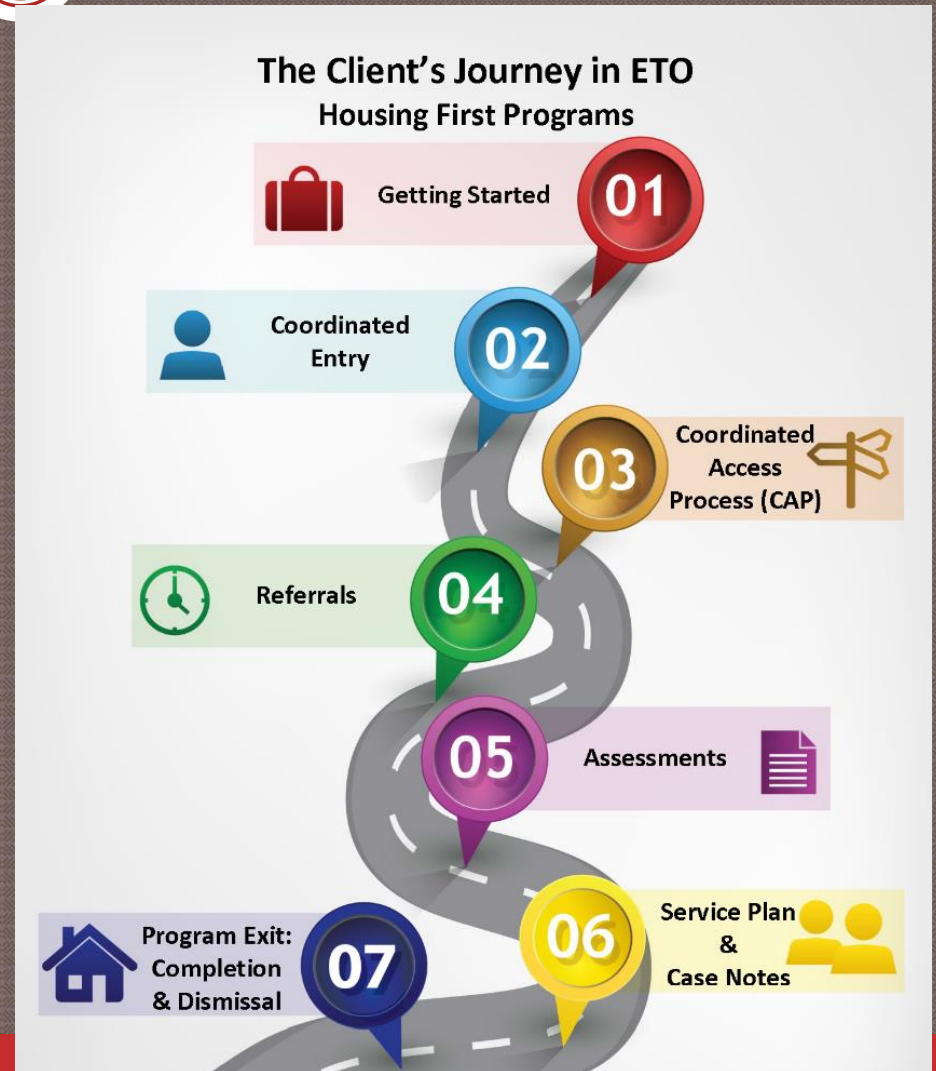 The Client's Journey in ETO
Housing First Programs
Getting Started
01
Coordinated
Entry
02
03
Coordinated
Access
Process (CAP)
Referrals
04
05
Assessments
06
Service Plan
&
Case Notes
Program Exit:
Completion
& Dismissal
07